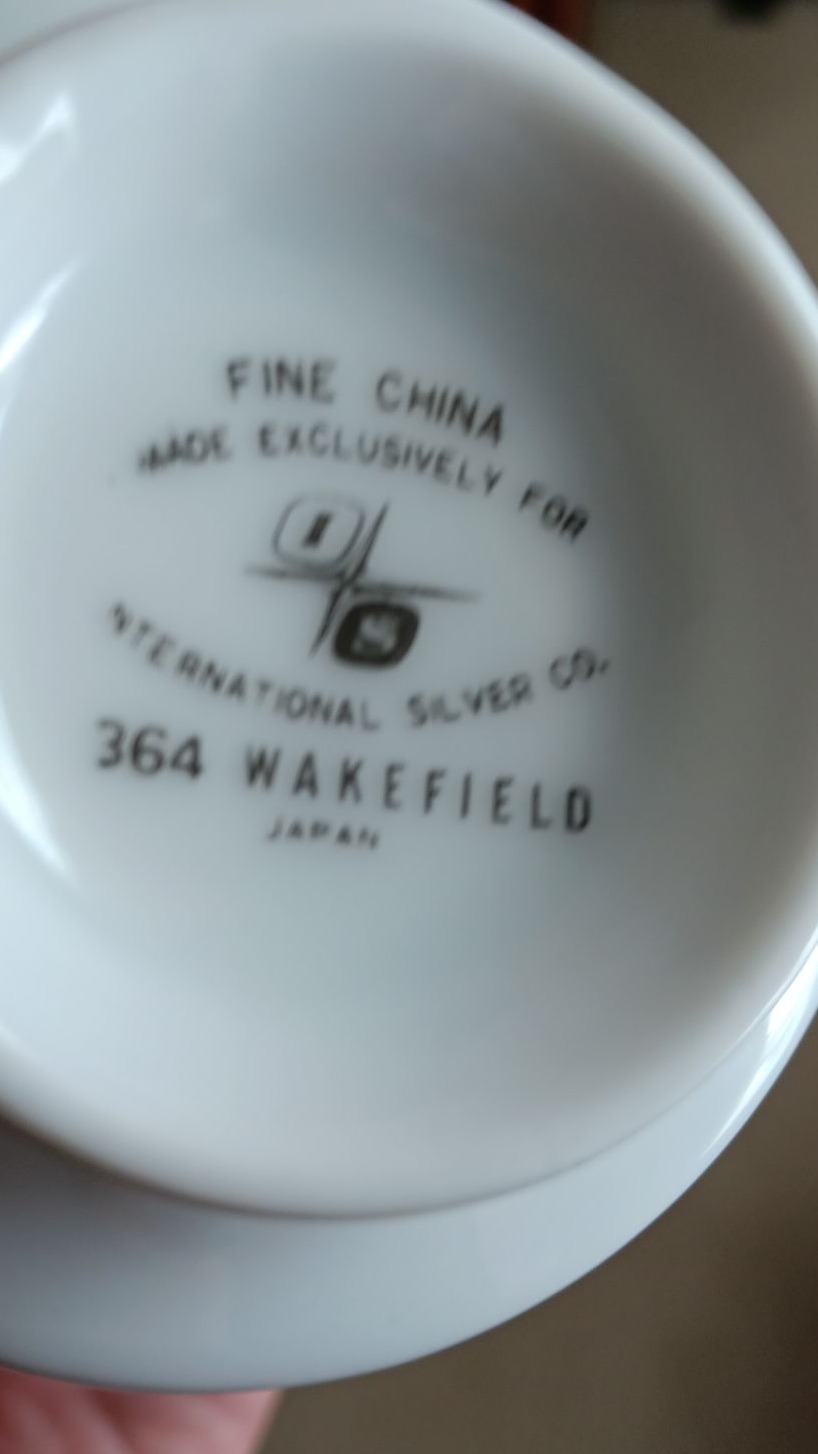 FINE CHINA
MADE EXCLUSIVELY FOR
I
S
INTERNATIONAL SILVER CO.
364 WAKEFIELD
JAPAN